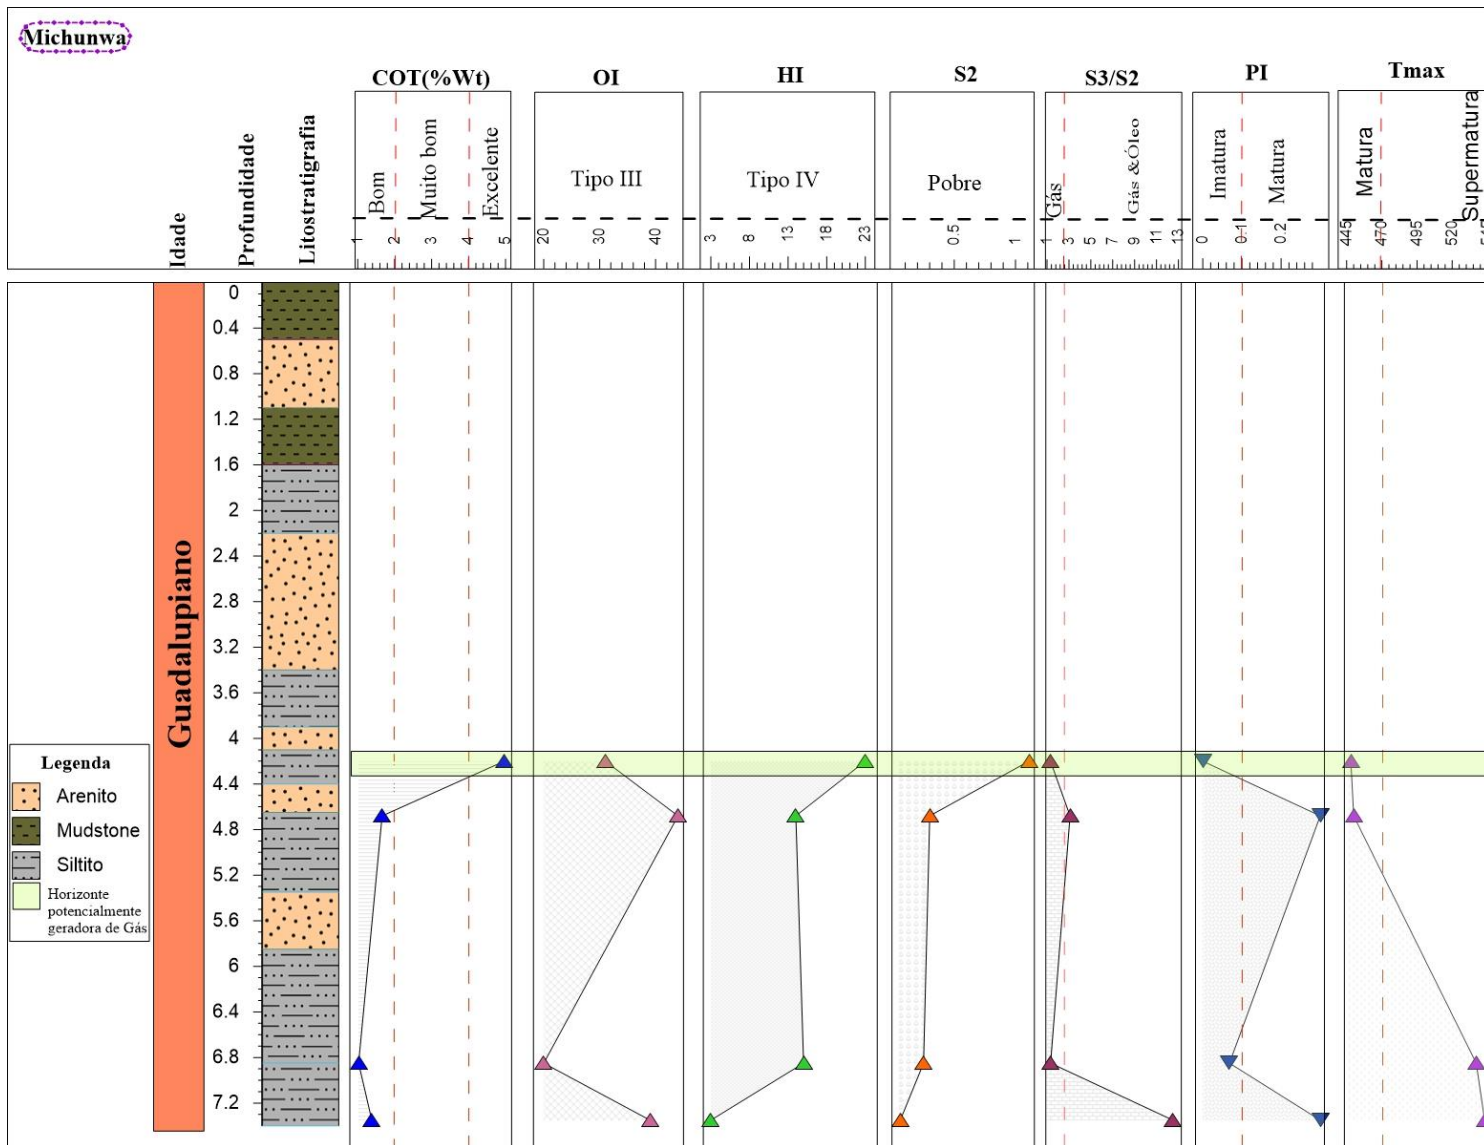 Michunwa
Idade
Profundidade
Litostratigrafia
COT(%Wt)
OI
HI
S2
S3/S2
PI
Tmax
Bom
Muito bom
Excelente
Tipo III
Tipo IV
Pobre
Gás
Gás &Óleo
Imatura
Matura
Matura
Supermatura
1 2 3 4 5
20 30 40
3 8 13 18 23
0.5 1
1 3 5 7 9 11 13
0 0.1 0.2
445 470 495 520
Guadalupiano
0
0.4
0.8
1.2
1.6
2
2.4
2.8
3.2
3.6
4
4.4
4.8
5.2
5.6
6
6.4
6.8
7.2
Legenda
Arenito
Mudstone
Siltito
Horizonte
potencialmente
geradora de Gás